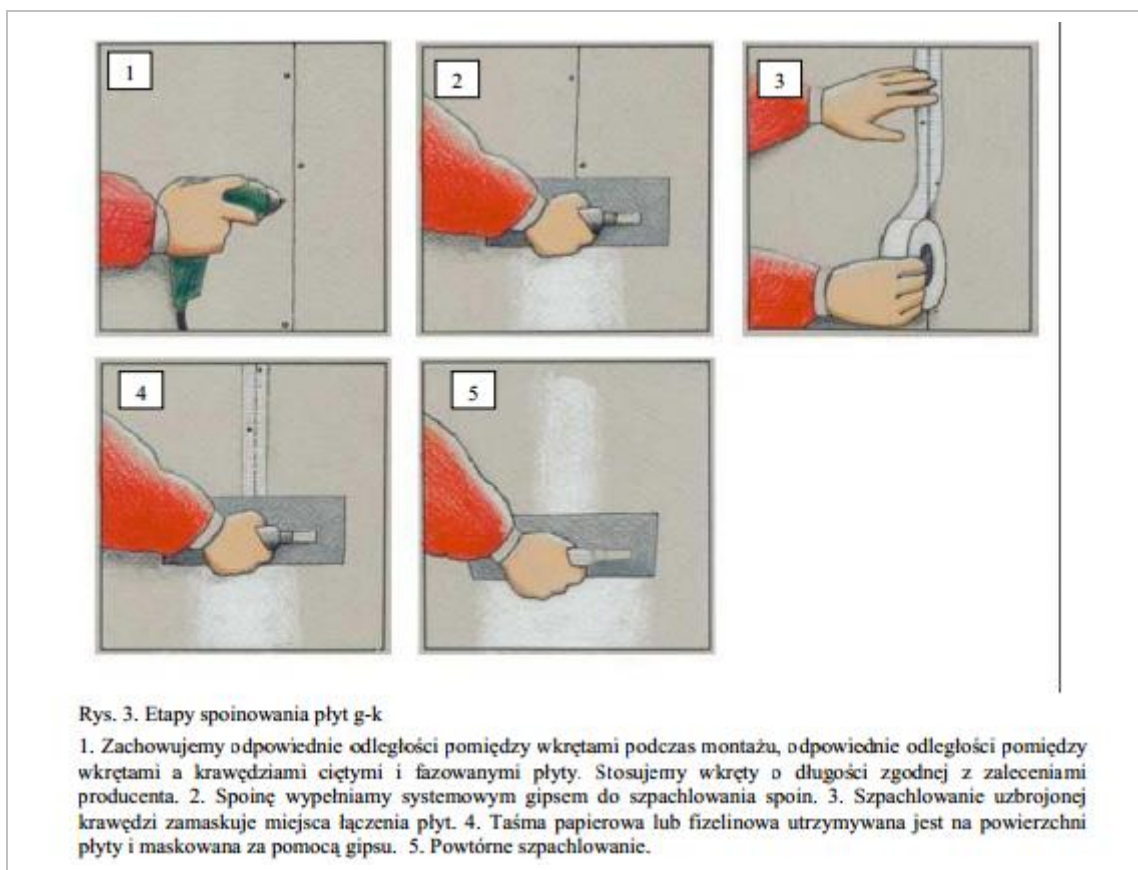 1
2
3
4
5
Rys. 3. Etapy spoinowania płyt g-k
1. Zachowujemy odpowiednie odległości pomiędzy wkrętami podczas montażu, odpowiednie odległości pomiędzy
wkrętami a krawędziami ciętymi i fazowanymi płyty. Stosujemy wkręty o długości zgodnej z zaleceniami
producenta. 2. Spoinę wypełniamy systemowym gipsem do szpachlowania spoin. 3. Szpachlowanie uzbrojonej
krawędzi zamaskuje miejsca łączenia płyt. 4. Taśma papierowa lub fizelinowa utrzymywana jest na powierzchni
płyty i maskowana za pomocą gipsu. 5. Powtórne szpachlowanie.